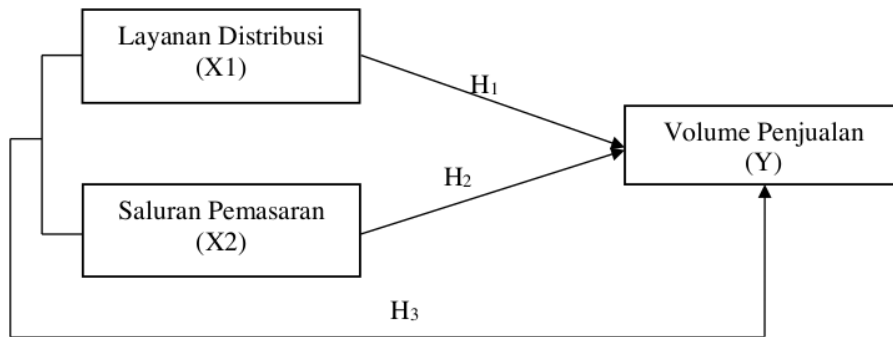 Layanan Distribusi
(X1)
H1
Volume Penjualan
(Y)
H2
Saluran Pemasaran
(X2)
H3